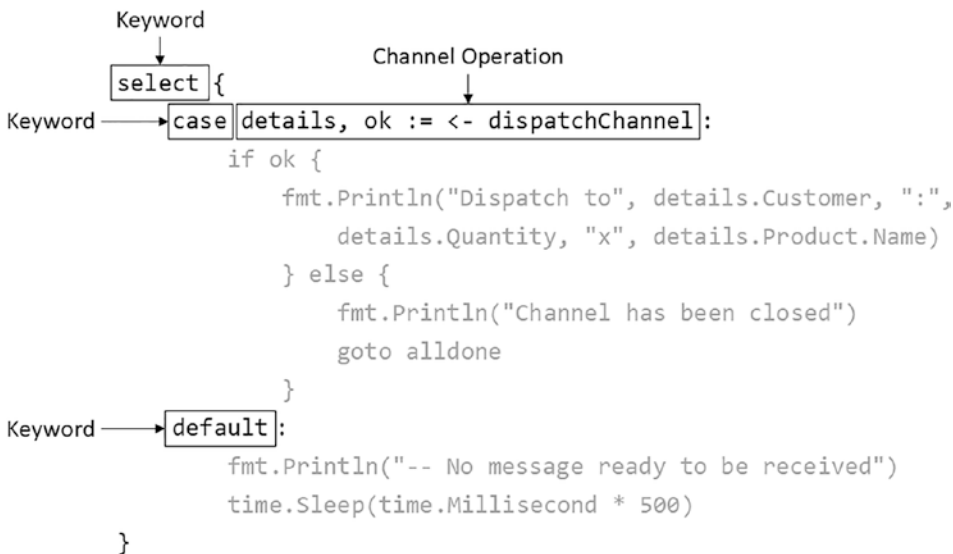 Keyword
Channel Operation
select {
Keyword case details, ok := <- dispatchChannel:
if ok {
fmt.Println("Dispatch to", details.Customer, ":",
details.Quantity, "x", details.Product.Name)
} else {
fmt.Println("Channel has been closed")
goto alldone
}
Keyword default:
fmt.Println("-- No message ready to be received")
time.Sleep(time.Millisecond * 500)
}